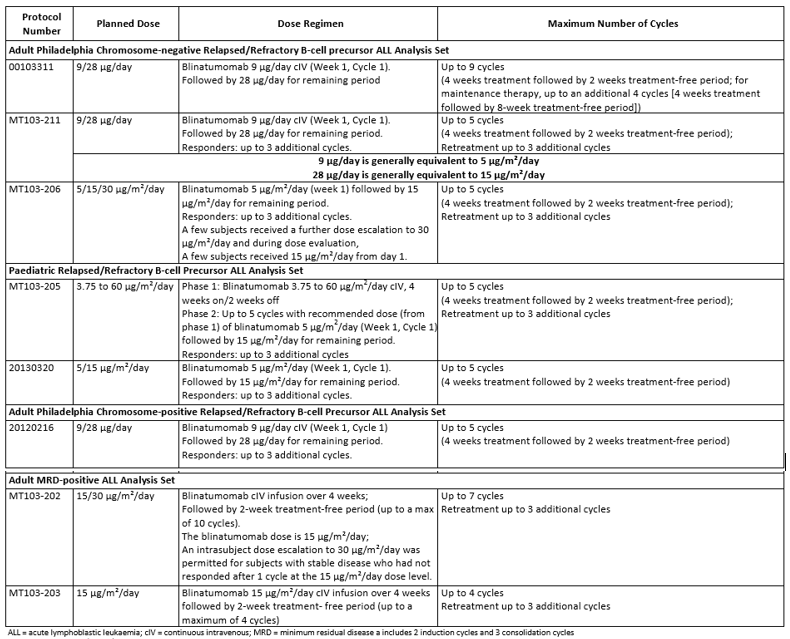 Protocol Number
Planned Dose
Dose Regimen
Maximum Number of Cycles
Adult Philadelphia Chromosome-negative Relapsed/Refractory B-cell precursor ALL Analysis Set
00103311
9/28 µg/day
Blinatumomab 9 µg/day cIV (Week 1, Cycle 1).
Followed by 28 µg/day for remaining period
Up to 9 cycles
(4 weeks treatment followed by 2 weeks treatment-free period; for
maintenance therapy, up to an additional 4 cycles [4 weeks treatment
followed by 8-week treatment-free period])
MT103-211
9/28 µg/day
Blinatumomab 9 µg/day cIV (Week 1, Cycle 1).
Followed by 28 µg/day for remaining period.
Responders: up to 3 additional cycles.
Up to 5 cycles
(4 weeks treatment followed by 2 weeks treatment-free period);
Retreatment up to 3 additional cycles
9 µg/day is generally equivalent to 5 µg/m²/day
28 µg/day is generally equivalent to 15 µg/m²/day
MT103-206
5/15/30 µg/m²/day
Blinatumomab 5 µg/m²/day (week 1) followed by 15
µg/m²/day for remaining period.
Responders: up to 3 additional cycles.
A few subjects received a further dose escalation to 30
µg/m²/day and during dose evaluation,
A few subjects received 15 µg/m²/day from day 1.
Up to 5 cycles
(4 weeks treatment followed by 2 weeks treatment-free period);
Retreatment up to 3 additional cycles
Paediatric Relapsed/Refractory B-cell Precursor ALL Analysis Set
MT103-205
3.75 to 60 µg/m²/day
Phase 1: Blinatumomab 3.75 to 60 µg/m²/day cIV, 4
weeks on/2 weeks off
Phase 2: Up to 5 cycles with recommended dose (from
phase 1) of blinatumomab 5 µg/m²/day (Week 1, Cycle 1)
followed by 15 µg/m²/day for remaining period.
Responders: up to 3 additional cycles
Up to 5 cycles
(4 weeks treatment followed by 2 weeks treatment-free period);
Retreatment up to 3 additional cycles
20130320
5/15 µg/m²/day
Blinatumomab 5 µg/m²/day (Week 1, Cycle 1).
Followed by 15 µg/m²/day for remaining period.
Responders: up to 3 additional cycles.
Up to 5 cycles
(4 weeks treatment followed by 2 weeks treatment-free period)
Adult Philadelphia Chromosome-positive Relapsed/Refractory B-cell Precursor ALL Analysis Set
20120216
9/28 µg/day
Blinatumomab 9 µg/day cIV (Week 1, Cycle 1)
Followed by 28 µg/day for remaining period.
Responders: up to 3 additional cycles.
Up to 5 cycles
(4 weeks treatment followed by 2 weeks treatment-free period)
Adult MRD-positive ALL Analysis Set
MT103-202
15/30 µg/m²/day
Blinatumomab cIV infusion over 4 weeks;
Followed by 2-week treatment-free period (up to a max
of 10 cycles).
The blinatumomab dose is 15 µg/m²/day;
An intrasubject dose escalation to 30 µg/m²/day was
permitted for subjects with stable disease who had not
responded after 1 cycle at the 15 µg/m²/day dose level.
Up to 7 cycles
Retreatment up to 3 additional cycles
MT103-203
15 µg/m²/day
Blinatumomab 15 µg/m²/day cIV infusion over 4 weeks
followed by 2-week treatment- free period (up to a
maximum of 4 cycles)
Up to 4 cycles
Retreatment up to 3 additional cycles
ALL = acute lymphoblastic leukaemia; cIV = continuous intravenous; MRD = minimum residual disease a includes 2 induction cycles and 3 consolidation cycles